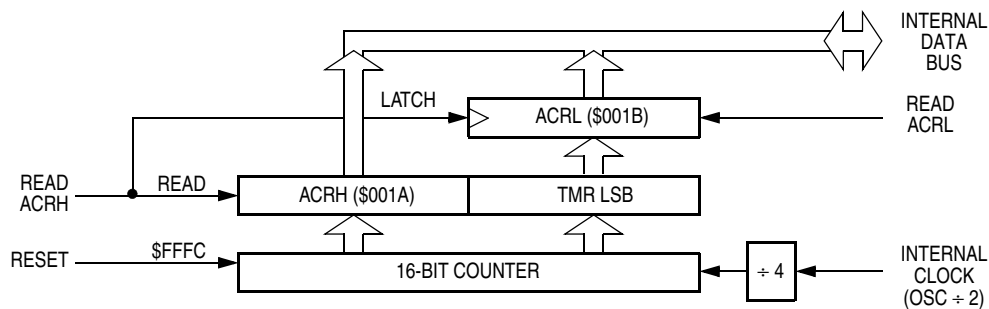 INTERNAL
DATA
BUS
LATCH
ACRL ($001B)
READ
ACRL
READ
ACRH
READ
ACRH ($001A)
TMR LSB
RESET
$FFFC
16-BIT COUNTER
÷ 4
INTERNAL
CLOCK
(OSC ÷ 2)